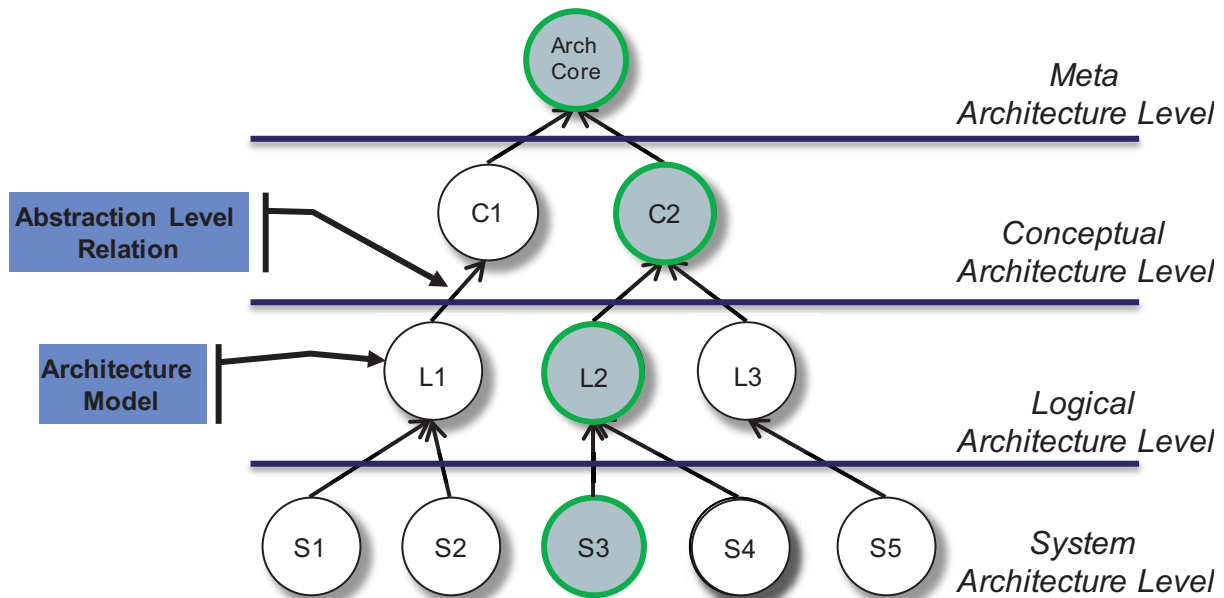 Arch
Core
Meta
Architecture Level
C1
C2
Abstraction Level
Relation
Conceptual
Architecture Level
L1
L2
L3
Architecture
Model
Logical
Architecture Level
S1
S2
S3
S4
S5
System
Architecture Level